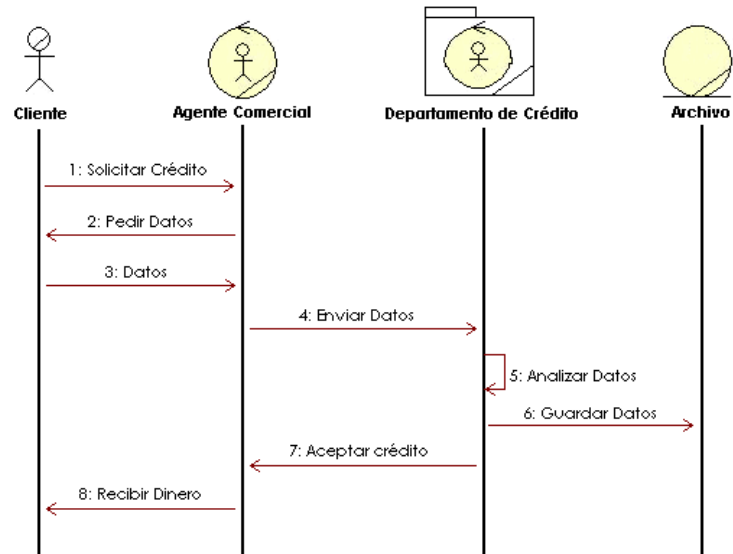 Cliente
Agente Comercial
Departamento de Crédito
Archivo
1: Solicitar Crédito
2: Pedir Datos
3: Datos
4: Enviar Datos
5: Analizar Datos
6: Guardar Datos
7: Aceptar crédito
8: Recibir Dinero